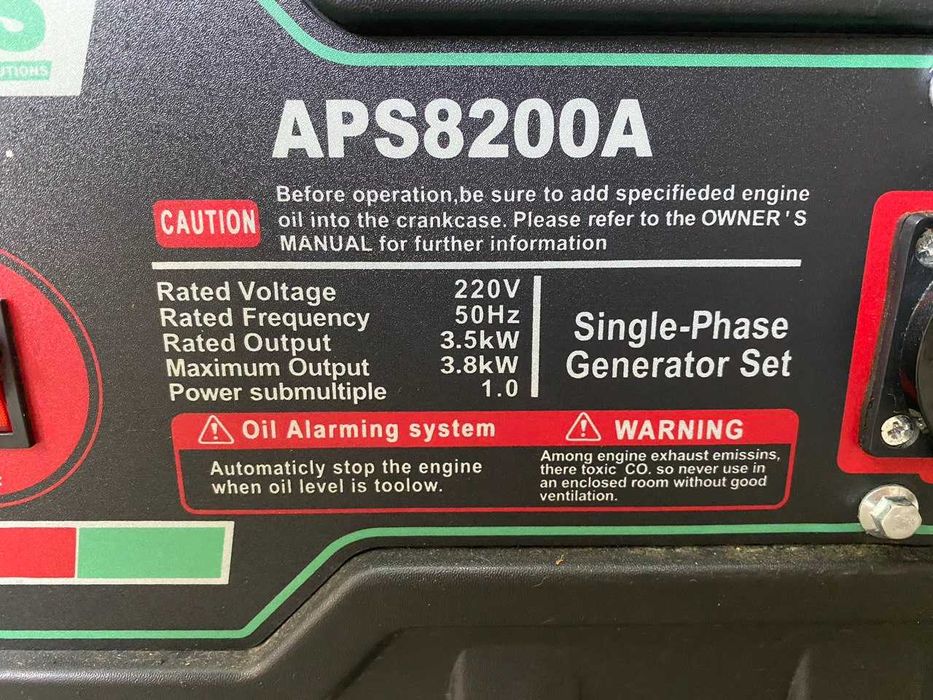 S
UTIONS
APS8200A
CAUTION
Before operation,be sure to add specifieded engine
oil into the crankcase. Please refer to the OWNER'S
MANUAL for further information
Rated Voltage 220V
Rated Frequency 50Hz
Rated Output 3.5kW
Maximum Output 3.8kW
Power submultiple 1.0
Single-Phase
Generator Set
Oil Alarming system
Automaticly stop the engine
when oil level is toolow.
WARNING
Among engine exhaust emissins,
there toxic CO. so never use in
an enclosed room without good
ventilation.